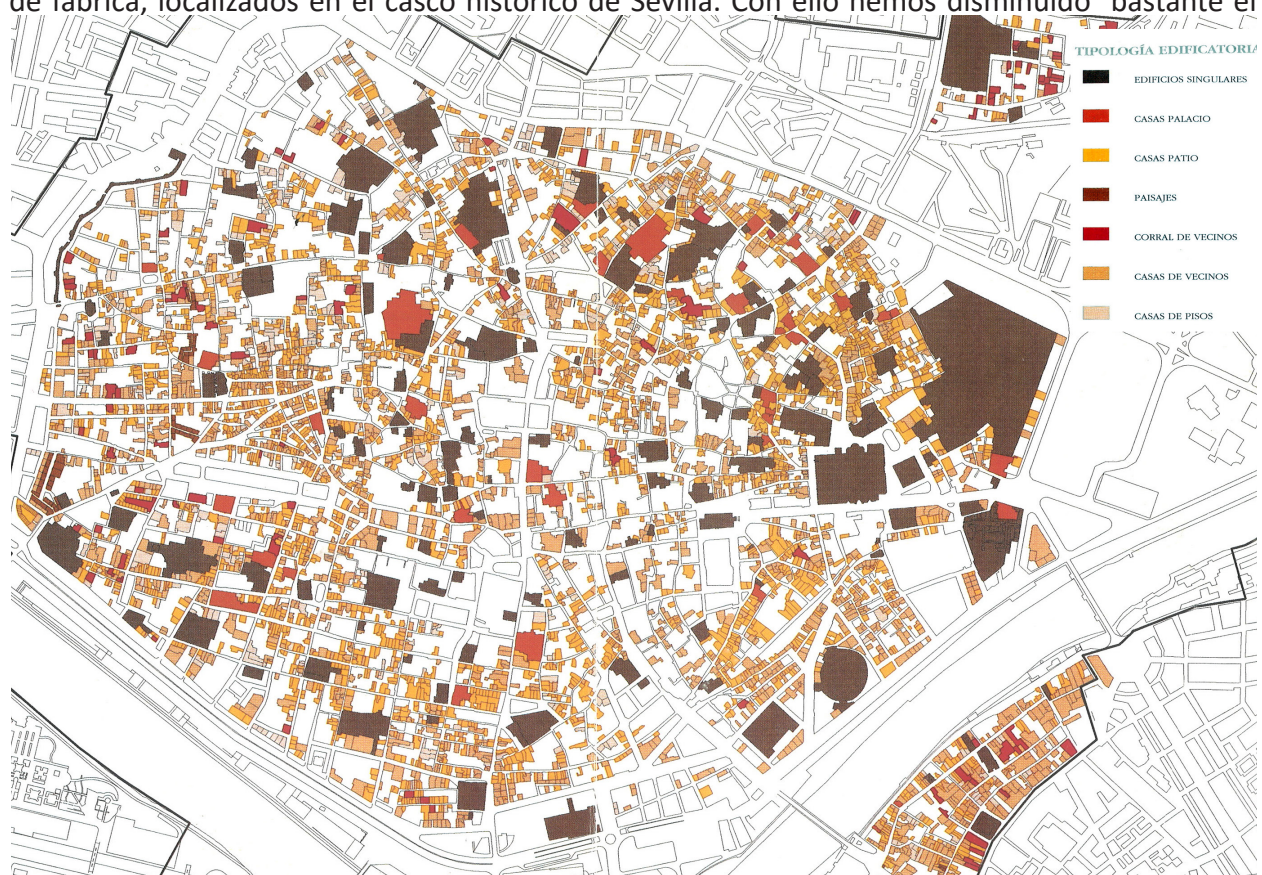 de fábrica, localizados en el casco histórico de Sevilla. Con ello hemos disminuido bastante el
TIPOLOGÍA EDIFICATORIA
EDIFICIOS SINGULARES
CASAS PALACIO
CASAS PATIO
PAISAJES
CORRAL DE VECINOS
CASAS DE VECINOS
CASAS DE PISOS